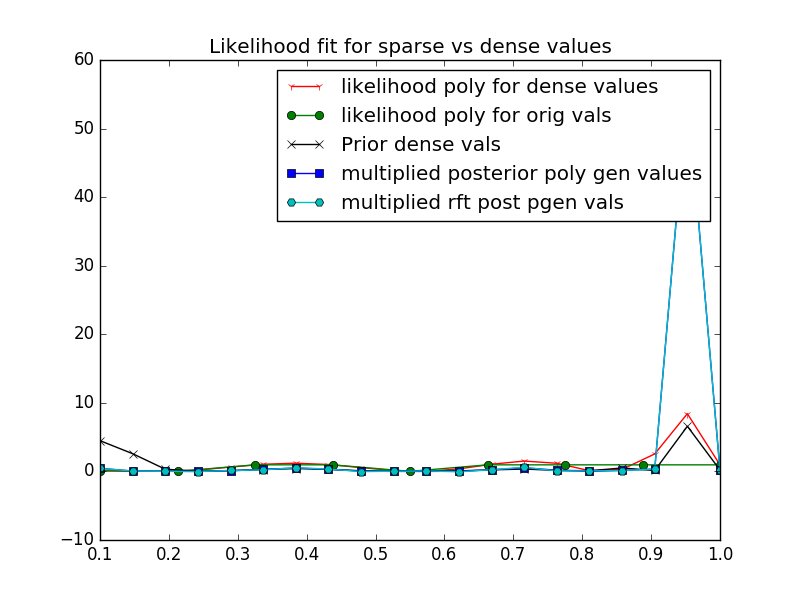 Likelihood fit for sparse vs dense values
60
50
40
30
20
10
0
−10
likelihood poly for dense values
likelihood poly for orig vals
Prior dense vals
multiplied posterior poly gen values
multiplied rft post pgen vals
0.1 0.2 0.3 0.4 0.5 0.6 0.7 0.8 0.9 1.0